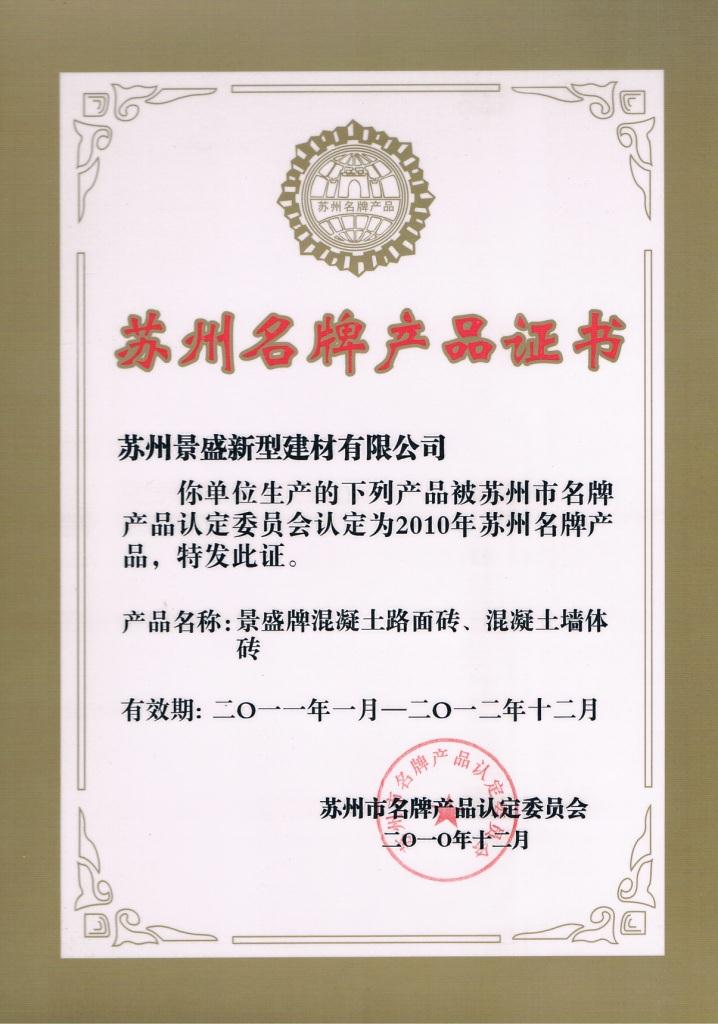 苏州名牌产品
苏州名牌产品证书
苏州景盛新型建材有限公司
你单位生产的下列产品被苏州市名牌
产品认定委员会认定为2010年苏州名牌产
品，特发此证。
产品名称：景盛牌混凝土路面砖、混凝土墙体
砖
有效期：二〇一一年一月—二〇一二年十二月
苏州市名牌产品认定委员会
苏州市名牌产品认定委员会
二〇一〇年十二月